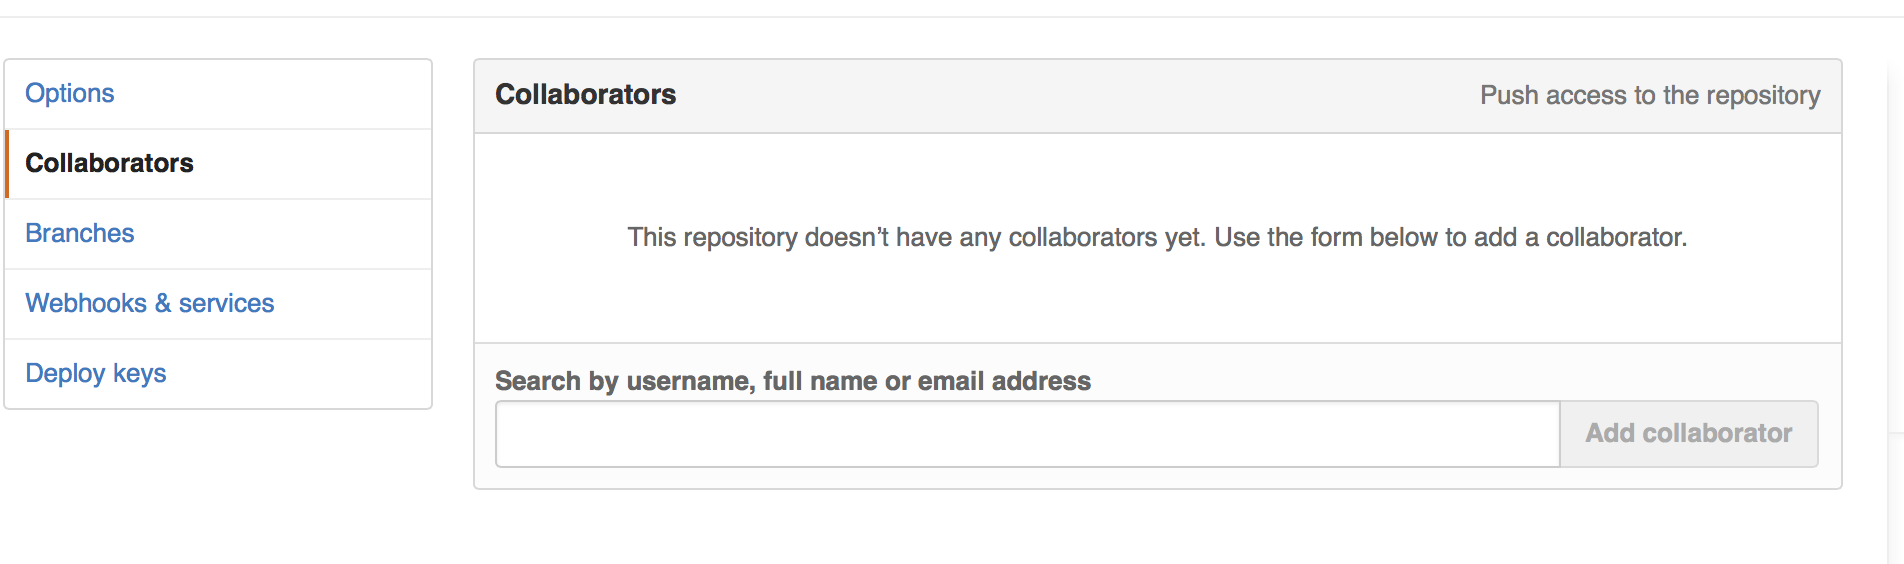 Options
Collaborators
Branches
Webhooks & services
Deploy keys
Collaborators
Push access to the repository
This repository doesn’t have any collaborators yet. Use the form below to add a collaborator.
Search by username, full name or email address
Add collaborator